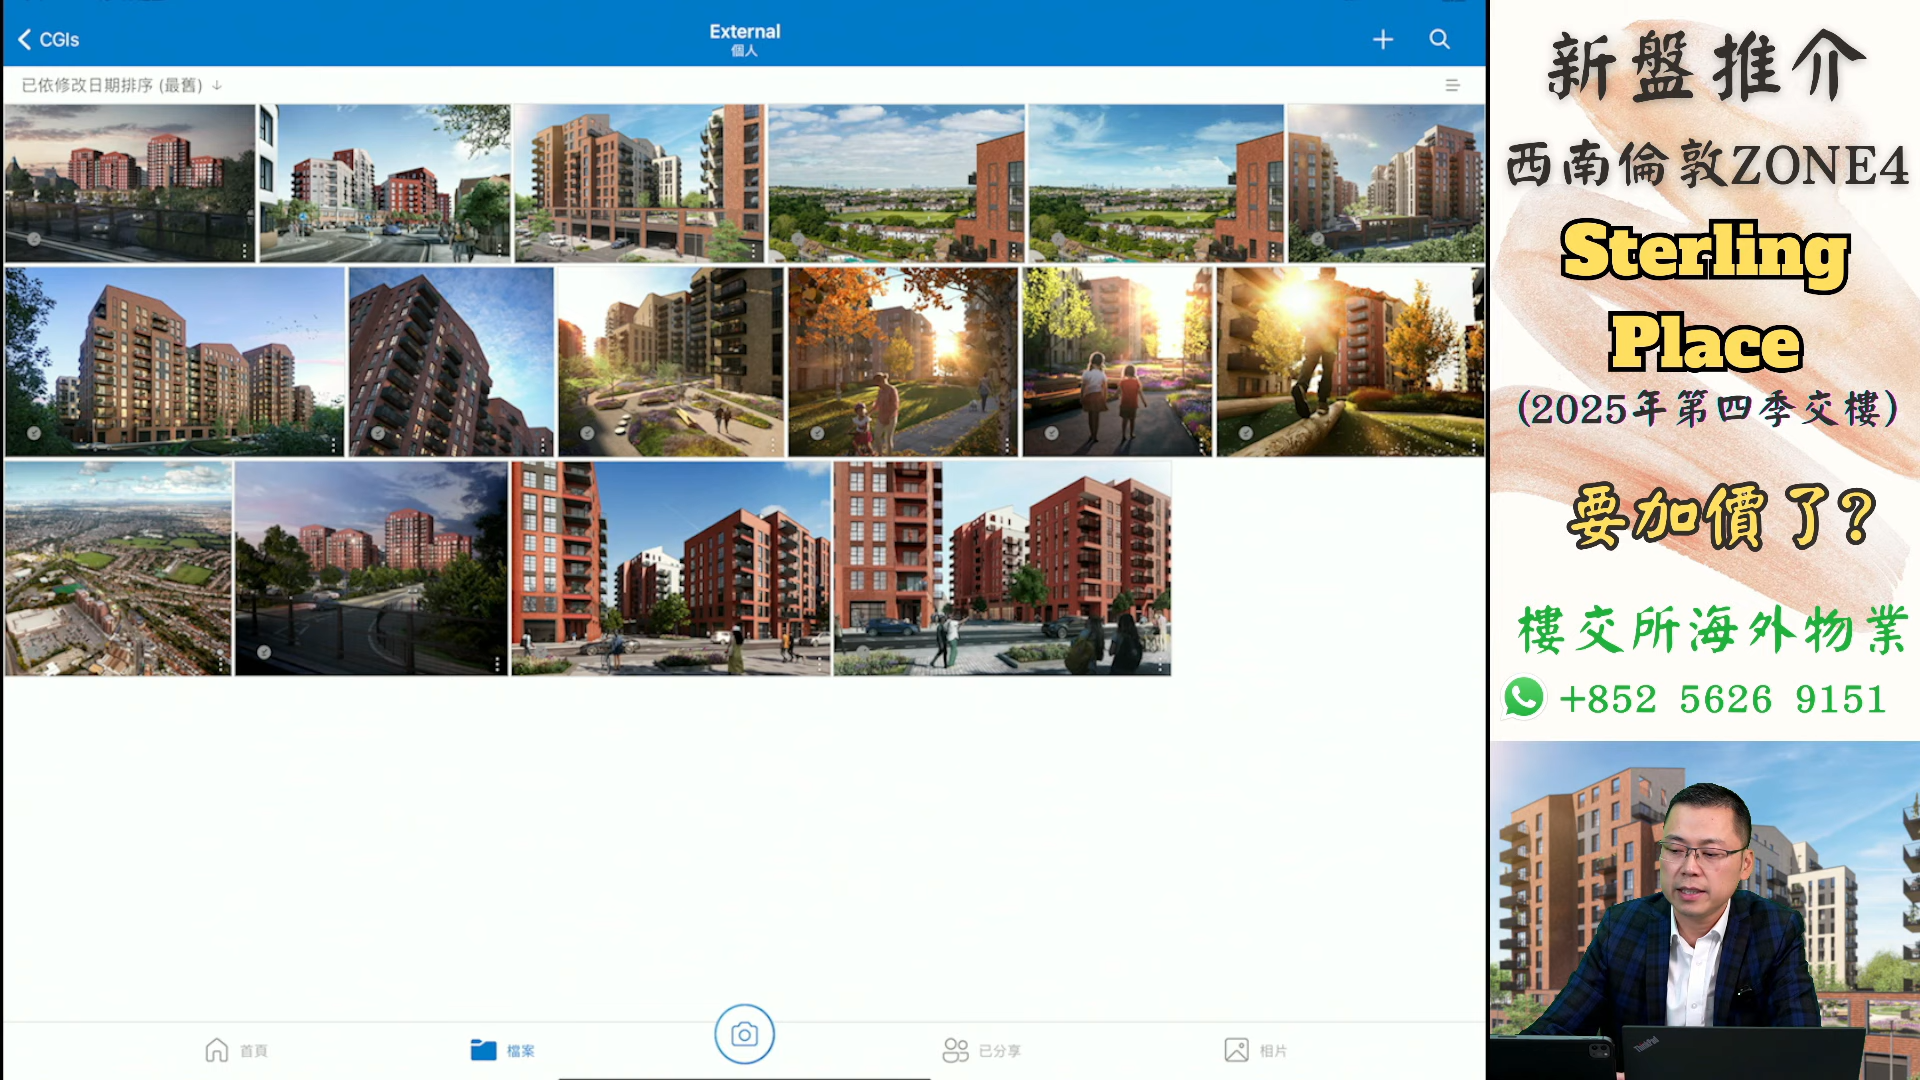 CGIs
External
個人
已依修改日期排序 (最舊) ↓
首頁
檔案
已分享
相片
新盤推介
西南倫敦ZONE4
Sterling
Place
(2025年第四季交樓)
要加價了?
樓交所海外物業
+852 5626 9151
ThinkPad